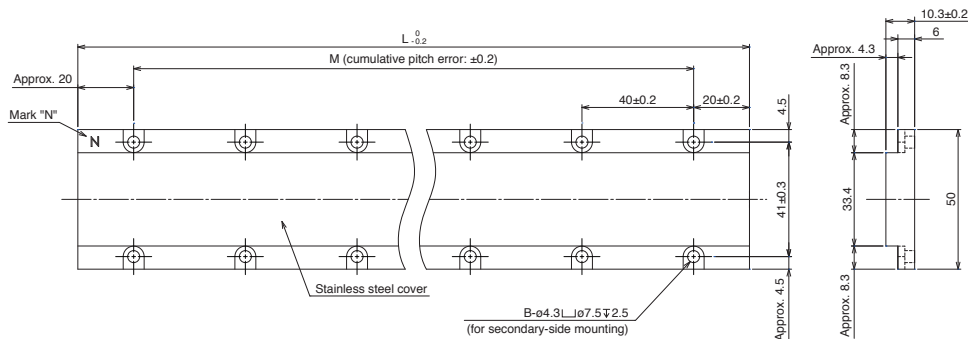 10.3±0.2
L 0 -0.2
6
M (cumulative pitch error: ±0.2)
Approx. 4.3
Approx. 20
40±0.2
20±0.2
4.5
Approx. 8.3
Mark "N"
N
41±0.3
33.4
50
Stainless steel cover
B-ø4.3⌴ø7.5↧2.5
(for secondary-side mounting)
Approx. 4.5
Approx. 8.3